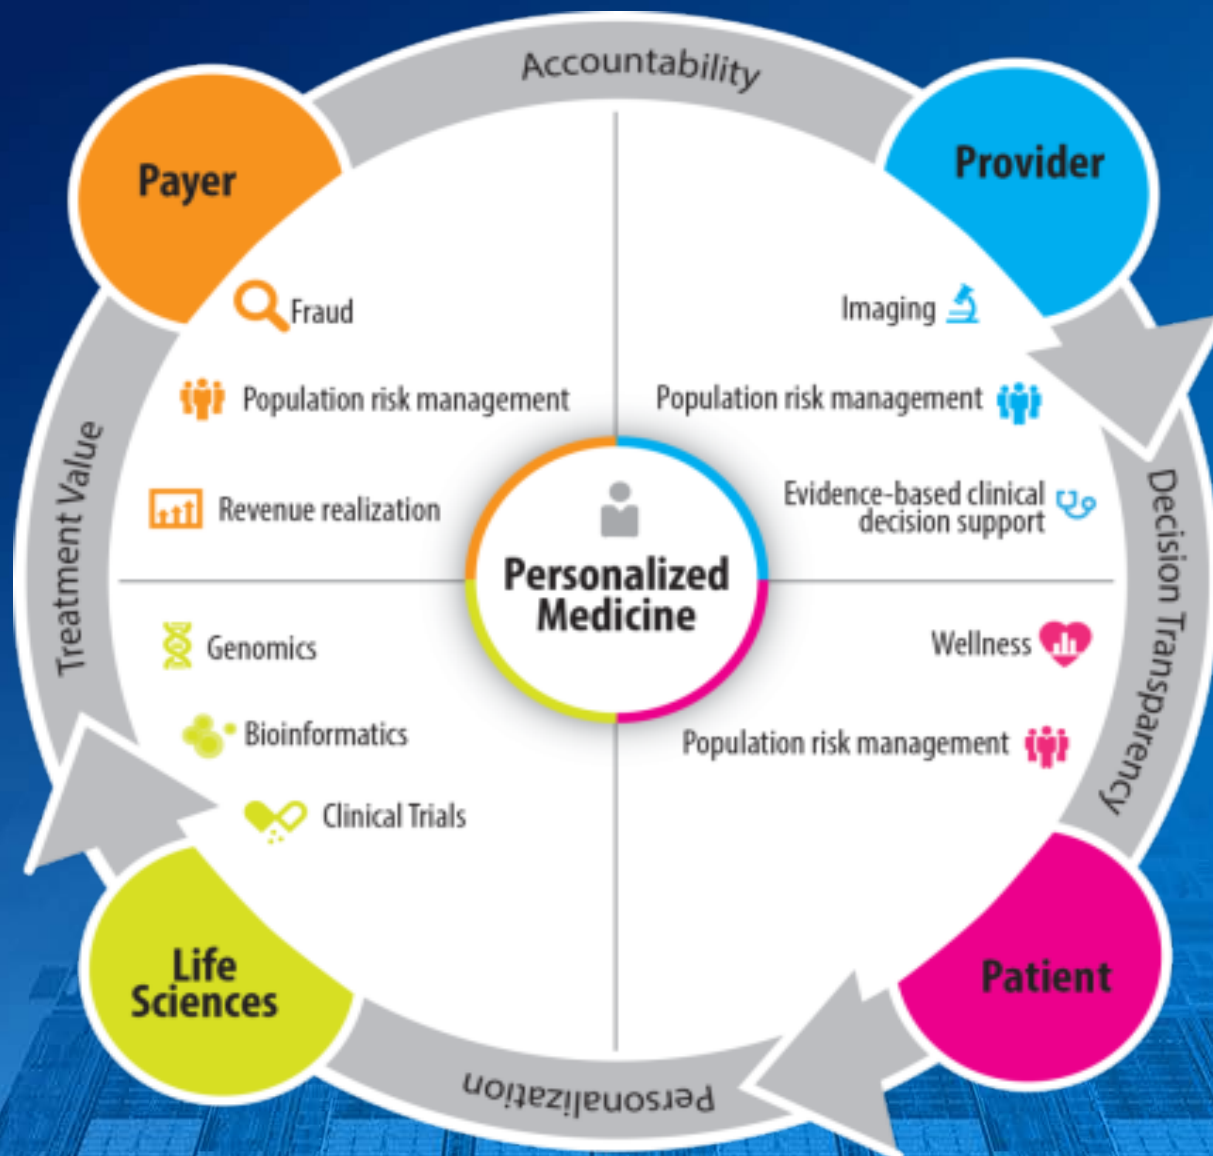 Accountability
Payer
Provider
Fraud
Imaging
Population risk management
Population risk management
Revenue realization
Evidence-based clinical
decision support
Treatment Value
Decision Transparency
Personalized
Medicine
Genomics
Wellness
Bioinformatics
Population risk management
Clinical Trials
Life
Sciences
Patient
Personalization